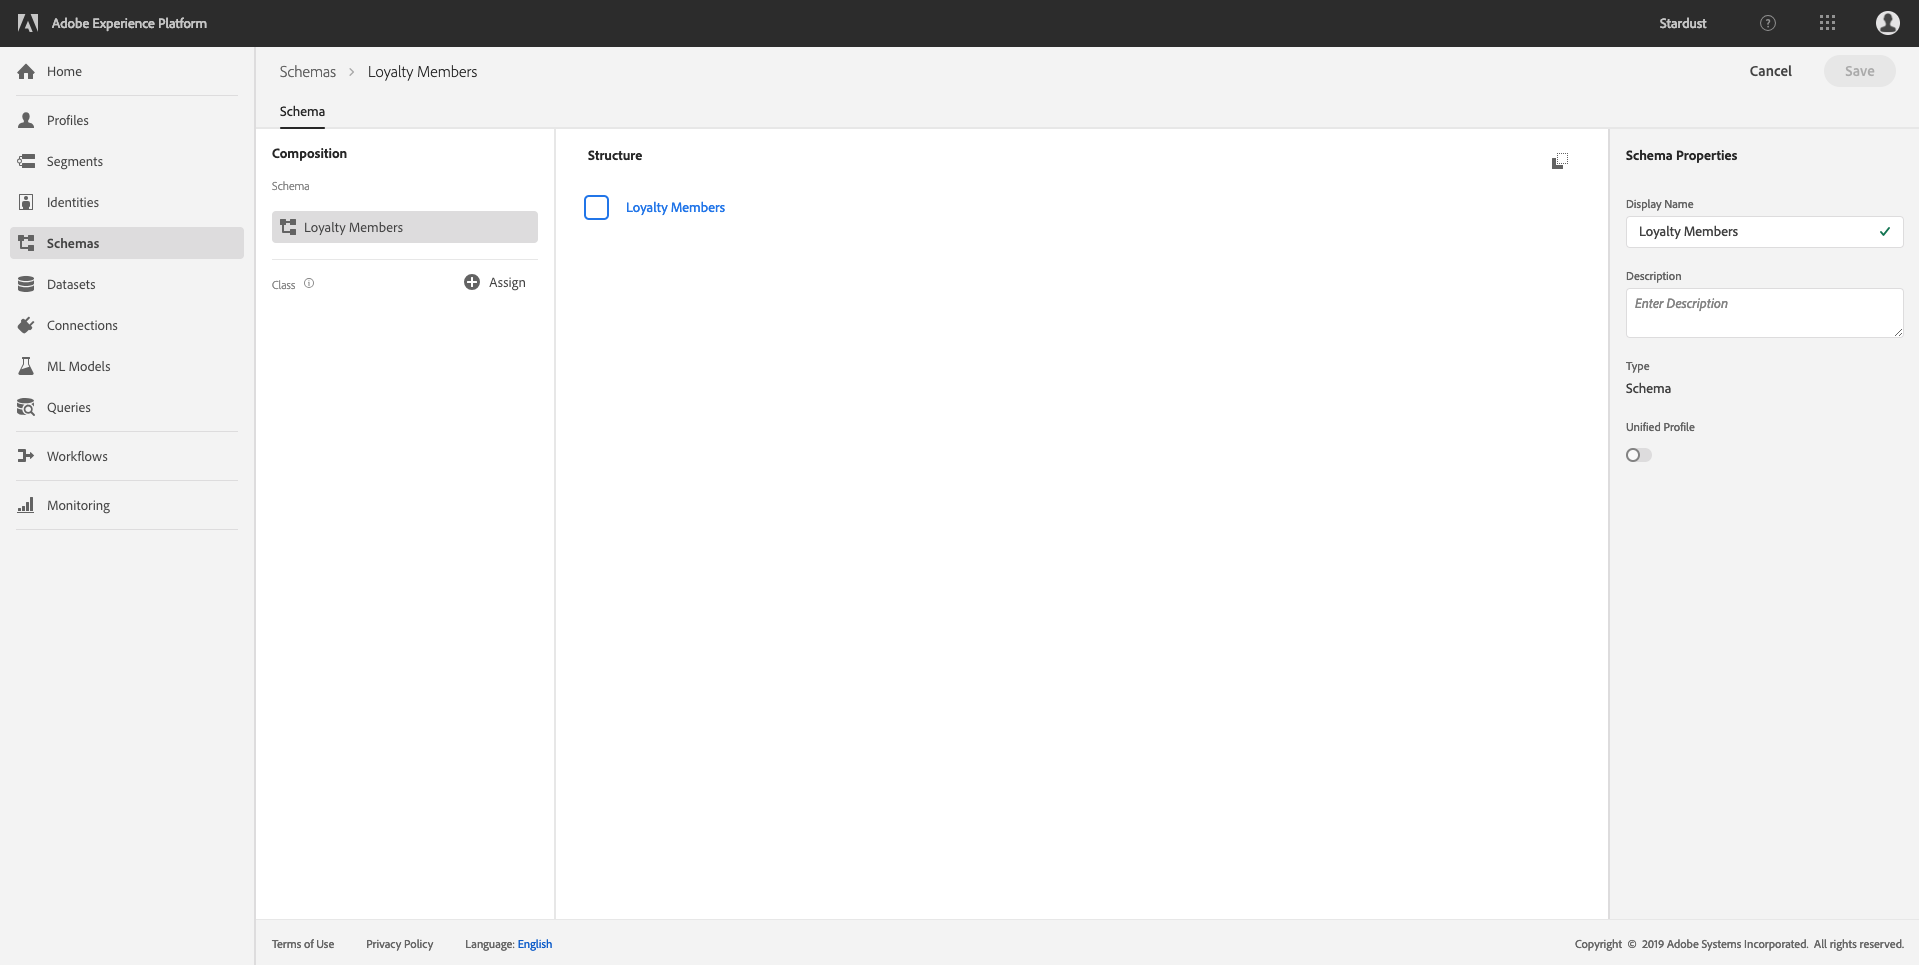 Adobe Experience Platform
Stardust
Home
Profiles
Segments
Identities
Schemas
Datasets
Connections
ML Models
Queries
Workflows
Monitoring
Schemas > Loyalty Members
Cancel
Save
Schema
Composition
Schema
Loyalty Members
Class
Assign
Structure
Loyalty Members
Schema Properties
Display Name
Loyalty Members
Description
Enter Description
Type
Schema
Unified Profile
Terms of Use
Privacy Policy
Language: English
Copyright © 2019 Adobe Systems Incorporated. All rights reserved.